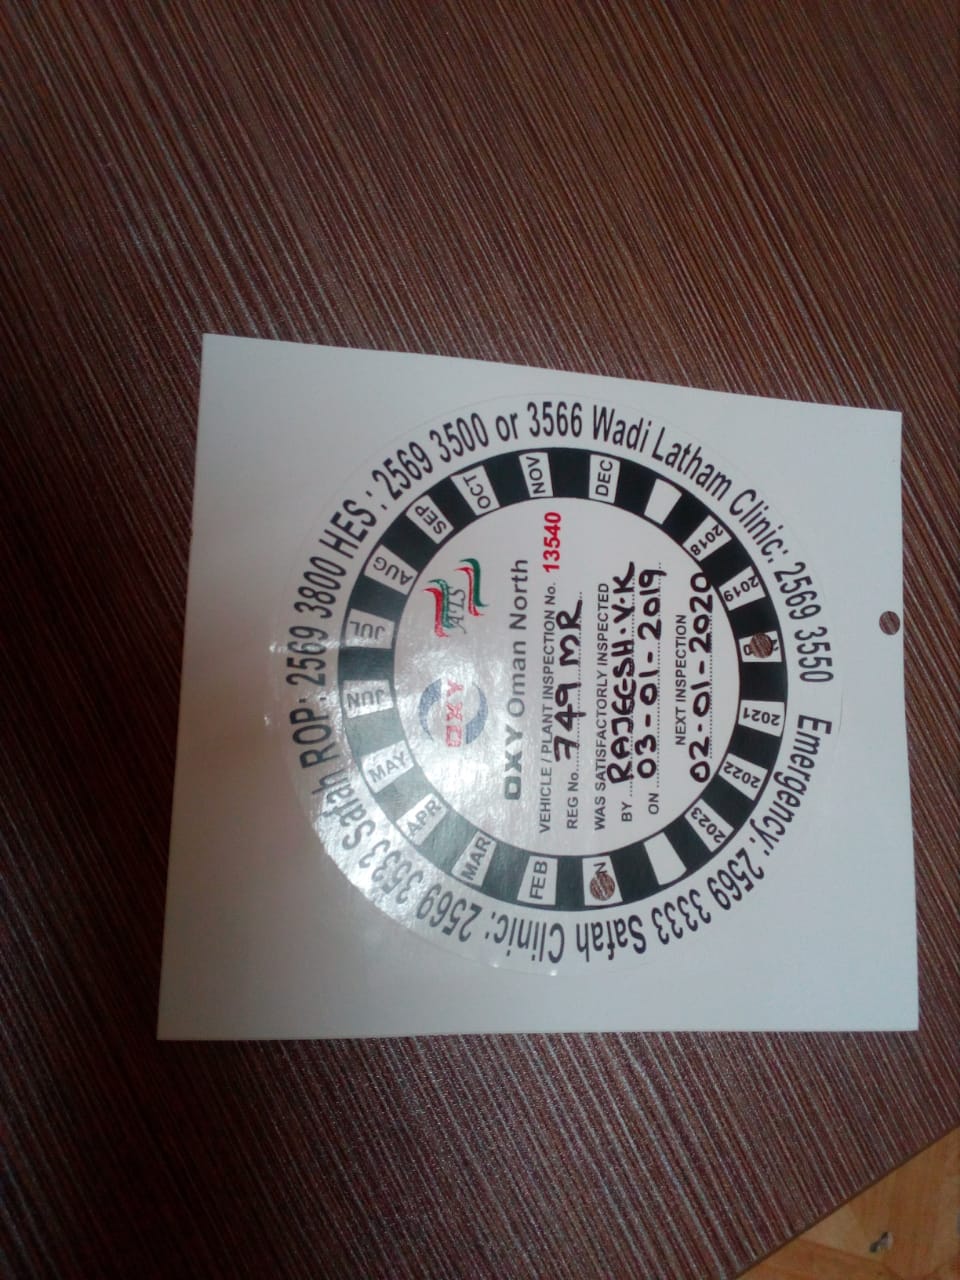 Emergency: 2569 3333 Safah Clinic: 2569 3533 Safah ROP: 2569 3800 HES: 2569 3500 or 3566 Wadi Latham Clinic: 2569 3550
FEB MAR APR MAY JUN JUL AUG SEP OCT NOV DEC
2018 2019 2021 2022 2023
OXY AIS
OXY Oman North
VEHICLE / PLANT INSPECTION No. 13540
REG No. 749 MR
WAS SATISFACTORLY INSPECTED
BY RAJEESH.V.K
ON 03-01-2019
NEXT INSPECTION
02-01-2020